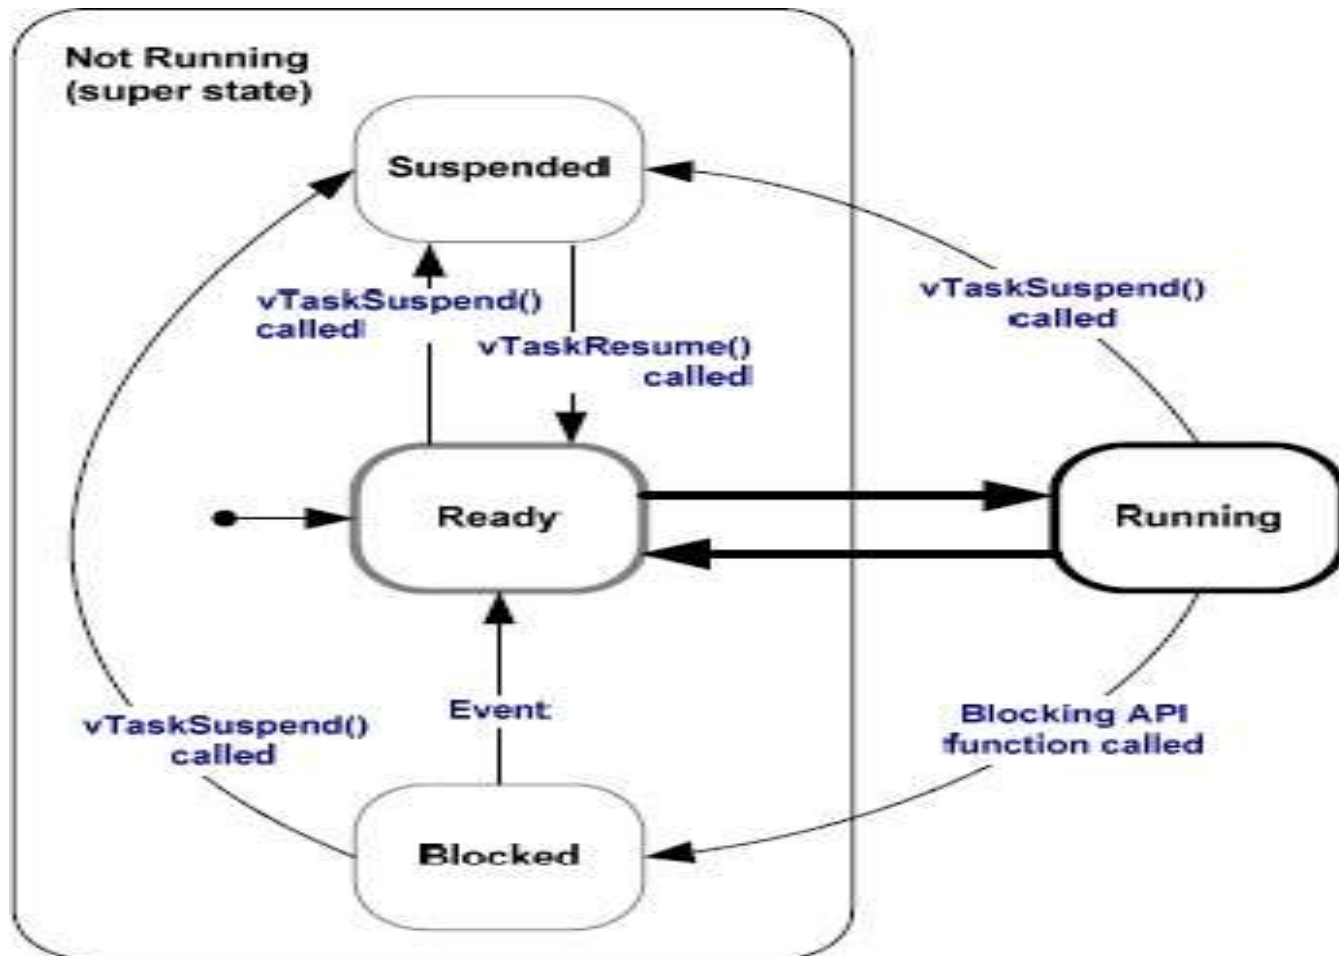 Not Running
(super state)
Suspended
vTaskSuspend()
called
vTaskResume()
called
vTaskSuspend()
called
Ready
Running
Event
vTaskSuspend()
called
Blocking API
function called
Blocked